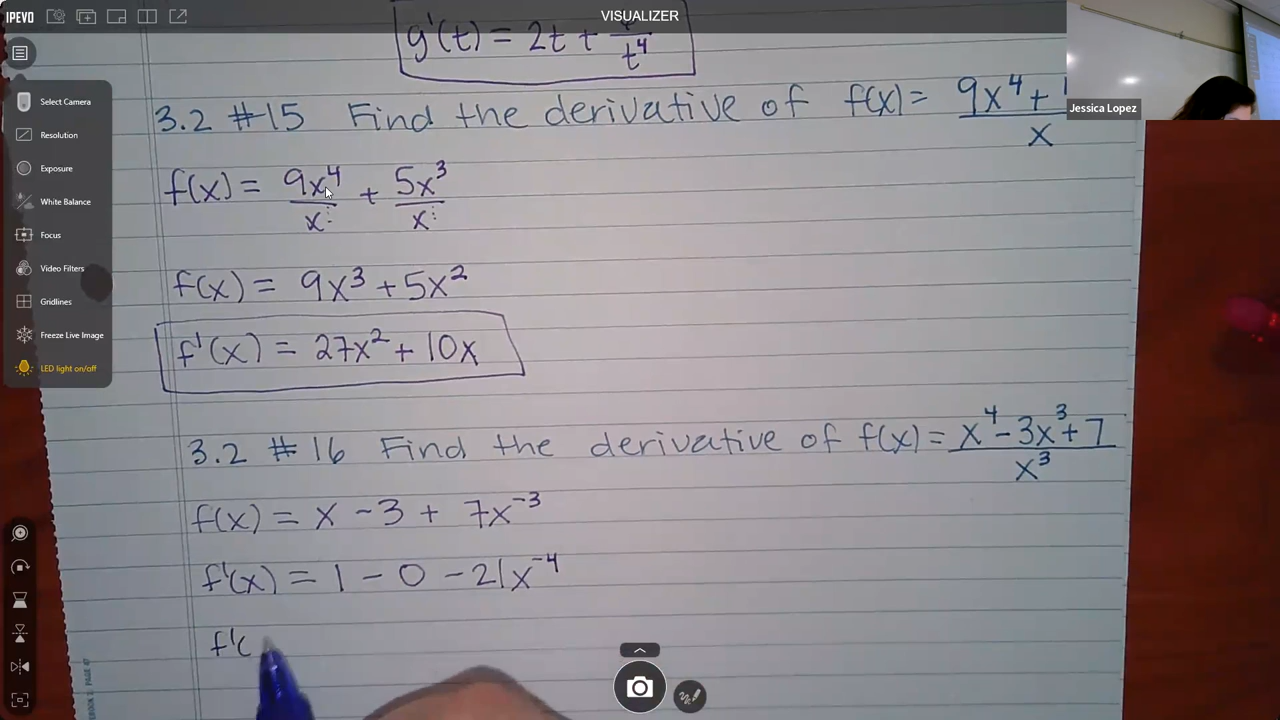 IPEVO
VISUALIZER
Select Camera
Resolution
Exposure
White Balance
Focus
Video Filters
Gridlines
Freeze Live Image
LED light on/off
Jessica Lopez
g'(t) = 2t + / t⁴
3.2 #15 Find the derivative of f(x) = 9x⁴ + / x
f(x) = 9x⁴/x + 5x³/x
f(x) = 9x³ + 5x²
f'(x) = 27x² + 10x
3.2 #16 Find the derivative of f(x) = x⁴ - 3x³ + 7 / x³
f(x) = x - 3 + 7x⁻³
f'(x) = 1 - 0 - 21x⁻⁴
f'(